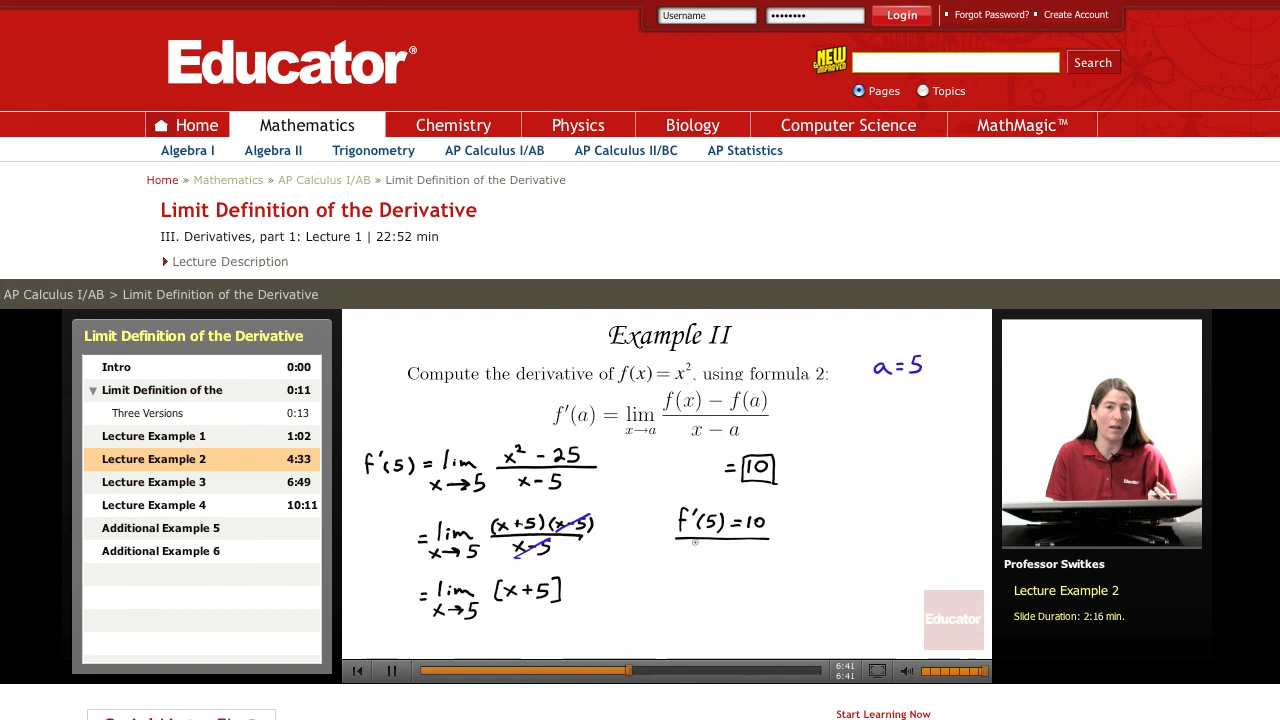 Username •••••••• Login Forgot Password? Create Account
Educator®
NEW & IMPROVED Search
Pages Topics
Home Mathematics Chemistry Physics Biology Computer Science MathMagic™
Algebra I Algebra II Trigonometry AP Calculus I/AB AP Calculus II/BC AP Statistics
Home » Mathematics » AP Calculus I/AB » Limit Definition of the Derivative
Limit Definition of the Derivative
III. Derivatives, part 1: Lecture 1 | 22:52 min
Lecture Description
AP Calculus I/AB > Limit Definition of the Derivative
Limit Definition of the Derivative
Intro 0:00
Limit Definition of the 0:11
Three Versions 0:13
Lecture Example 1 1:02
Lecture Example 2 4:33
Lecture Example 3 6:49
Lecture Example 4 10:11
Additional Example 5
Additional Example 6
Example II
Compute the derivative of f(x) = x², using formula 2:
a = 5
f′(a) = lim x→a (f(x) − f(a)) / (x − a)
f'(5) = lim x→5 (x² - 25) / (x - 5)
= lim x→5 (x+5)(x-5) / (x-5)
= lim x→5 [x+5]
= 10
f'(5) = 10
Educator
6:41
6:41
Educator
Professor Switkes
Lecture Example 2
Slide Duration: 2:16 min.
Start Learning Now